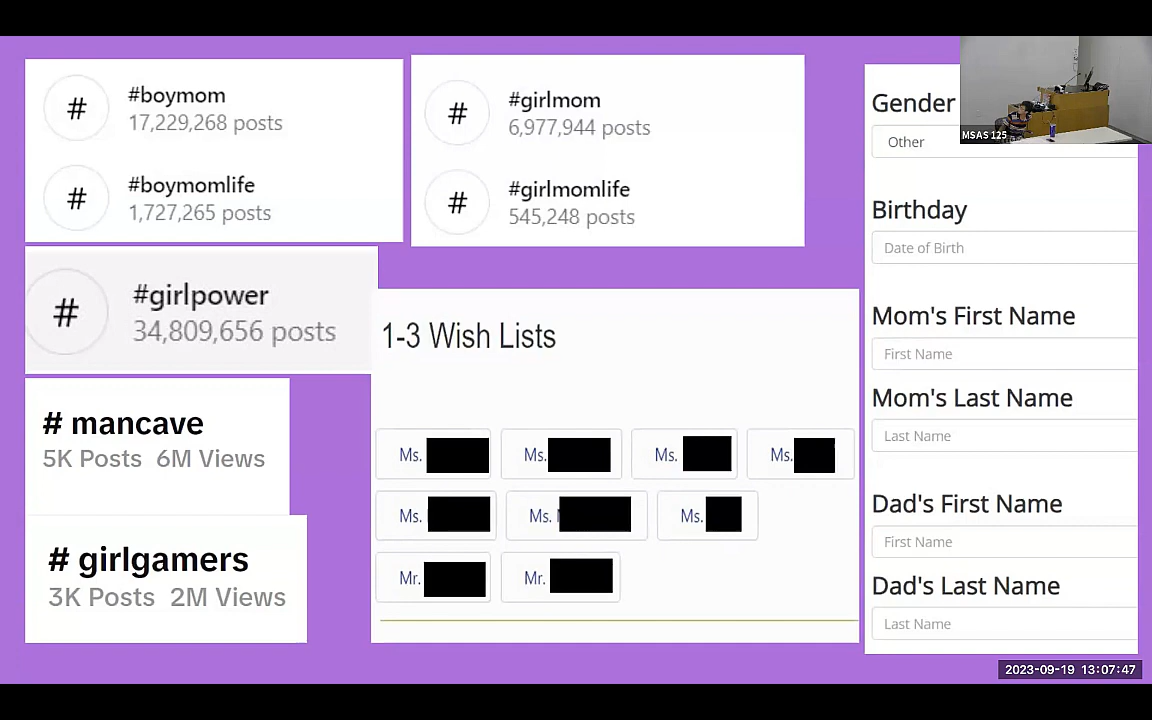 #boymom
17,229,268 posts
#boymomlife
1,727,265 posts
#girlmom
6,977,944 posts
#girlmomlife
545,248 posts
#girlpower
34,809,656 posts
# mancave
5K Posts 6M Views
# girlgamers
3K Posts 2M Views
1-3 Wish Lists
Ms. Ms. Ms. Ms.
Ms. Ms. Ms.
Mr. Mr.
Gender
Other
Birthday
Date of Birth
Mom's First Name
First Name
Mom's Last Name
Last Name
Dad's First Name
First Name
Dad's Last Name
Last Name
MSAS 125
2023-09-19 13:07:47